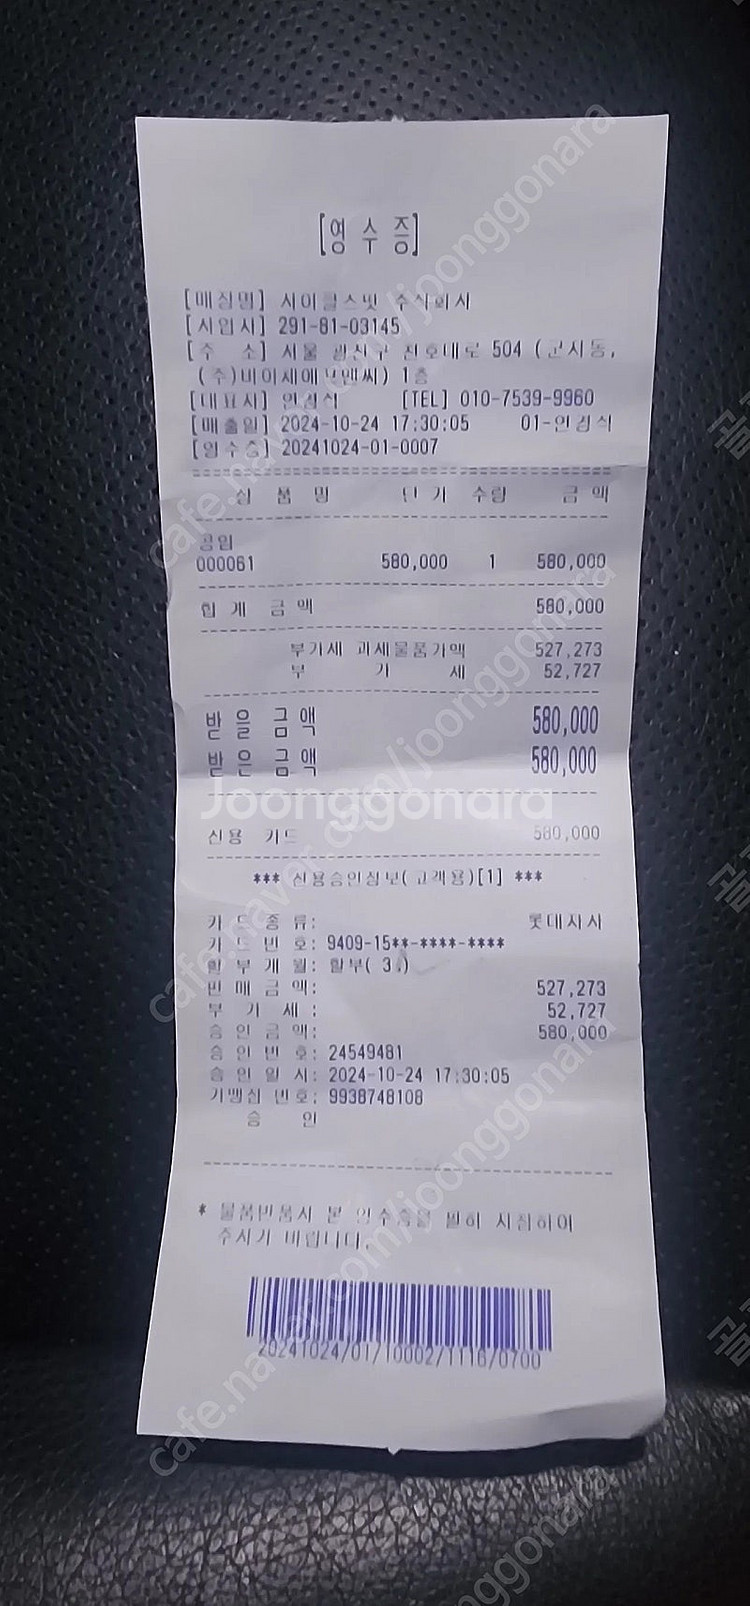 [영 수 증]
[매장명] 사이클스빗 주식회사
[사업자] 291-81-03145
[주 소] 서울 광진구 천호대로 504 (군자동,
(주)비이세에프앤씨) 1층
[대표자] 안경식 [TEL] 010-7539-9960
[매출일] 2024-10-24 17:30:05 01-안경식
[영수증] 20241024-01-0007
상 품 명 단 가 수량 금 액
공임
000061 580,000 1 580,000
합 계 금 액 580,000
부가세 과세물품가액 527,273
부 가 세 52,727
받 을 금 액 580,000
받 은 금 액 580,000
Joonggonara
신용 카드 580,000
*** 신용승인정보(고객용)[1] ***
카 드 종 류: 롯데자사
카 드 번 호: 9409-15**-****-****
할 부 개 월: 할부( 3.)
판 매 금 액: 527,273
부 가 세 : 52,727
승 인 금 액: 580,000
승 인 번 호: 24549481
승 인 일 시: 2024-10-24 17:30:05
가맹점 번호: 9938748108
승 인
* 물품반품시 본 영수증을 필히 지참하여
주시기 바랍니다.
20241024/01/10002/1116/0700
cafe.naver.com/joonggonara